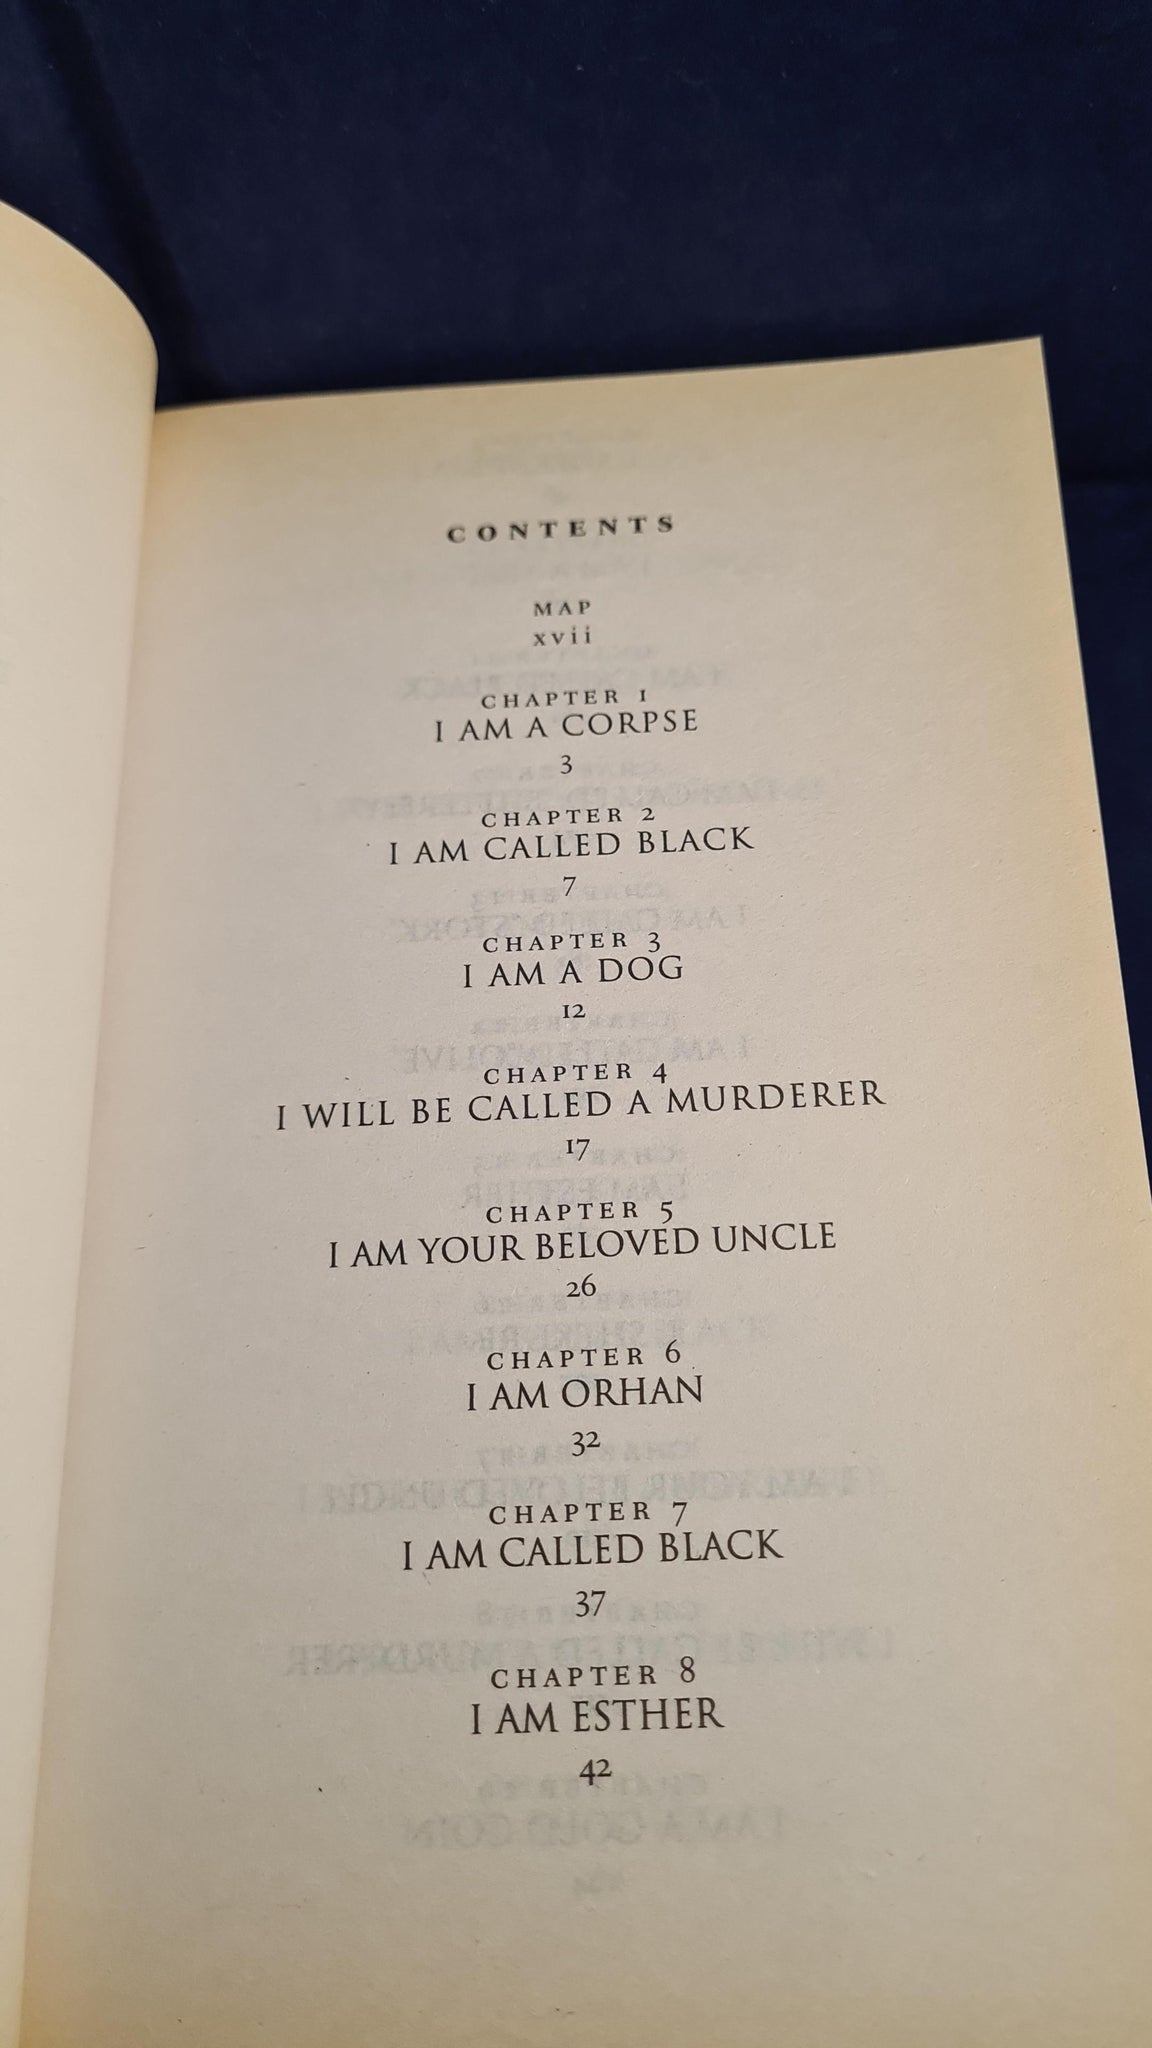 CONTENTS
MAP
xvii
CHAPTER 1
I AM A CORPSE
3
CHAPTER 2
I AM CALLED BLACK
7
CHAPTER 3
I AM A DOG
12
CHAPTER 4
I WILL BE CALLED A MURDERER
17
CHAPTER 5
I AM YOUR BELOVED UNCLE
26
CHAPTER 6
I AM ORHAN
32
CHAPTER 7
I AM CALLED BLACK
37
CHAPTER 8
I AM ESTHER
42